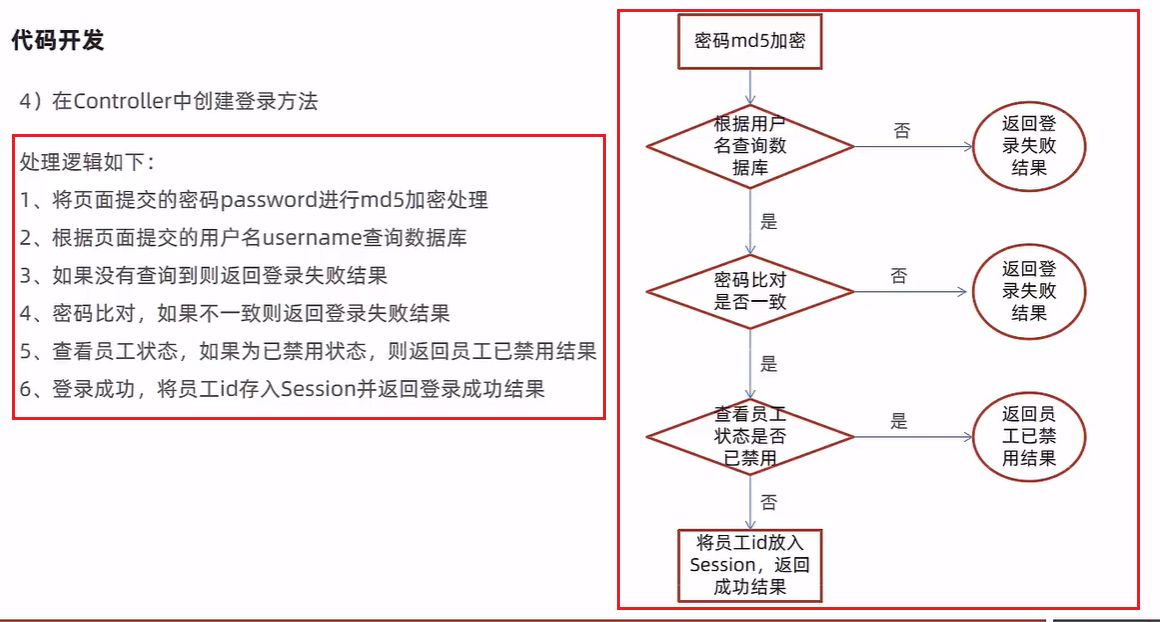 代码开发
4）在Controller中创建登录方法
处理逻辑如下：
1、将页面提交的密码password进行md5加密处理
2、根据页面提交的用户名username查询数据库
3、如果没有查询到则返回登录失败结果
4、密码比对，如果不一致则返回登录失败结果
5、查看员工状态，如果为已禁用状态，则返回员工已禁用结果
6、登录成功，将员工id存入Session并返回登录成功结果
密码md5加密
根据用户
名查询数
据库
否
返回登
录失败
结果
是
密码比对
是否一致
否
返回登
录失败
结果
是
查看员工
状态是否
已禁用
是
返回员
工已禁
用结果
否
将员工id放入
Session，返回
成功结果